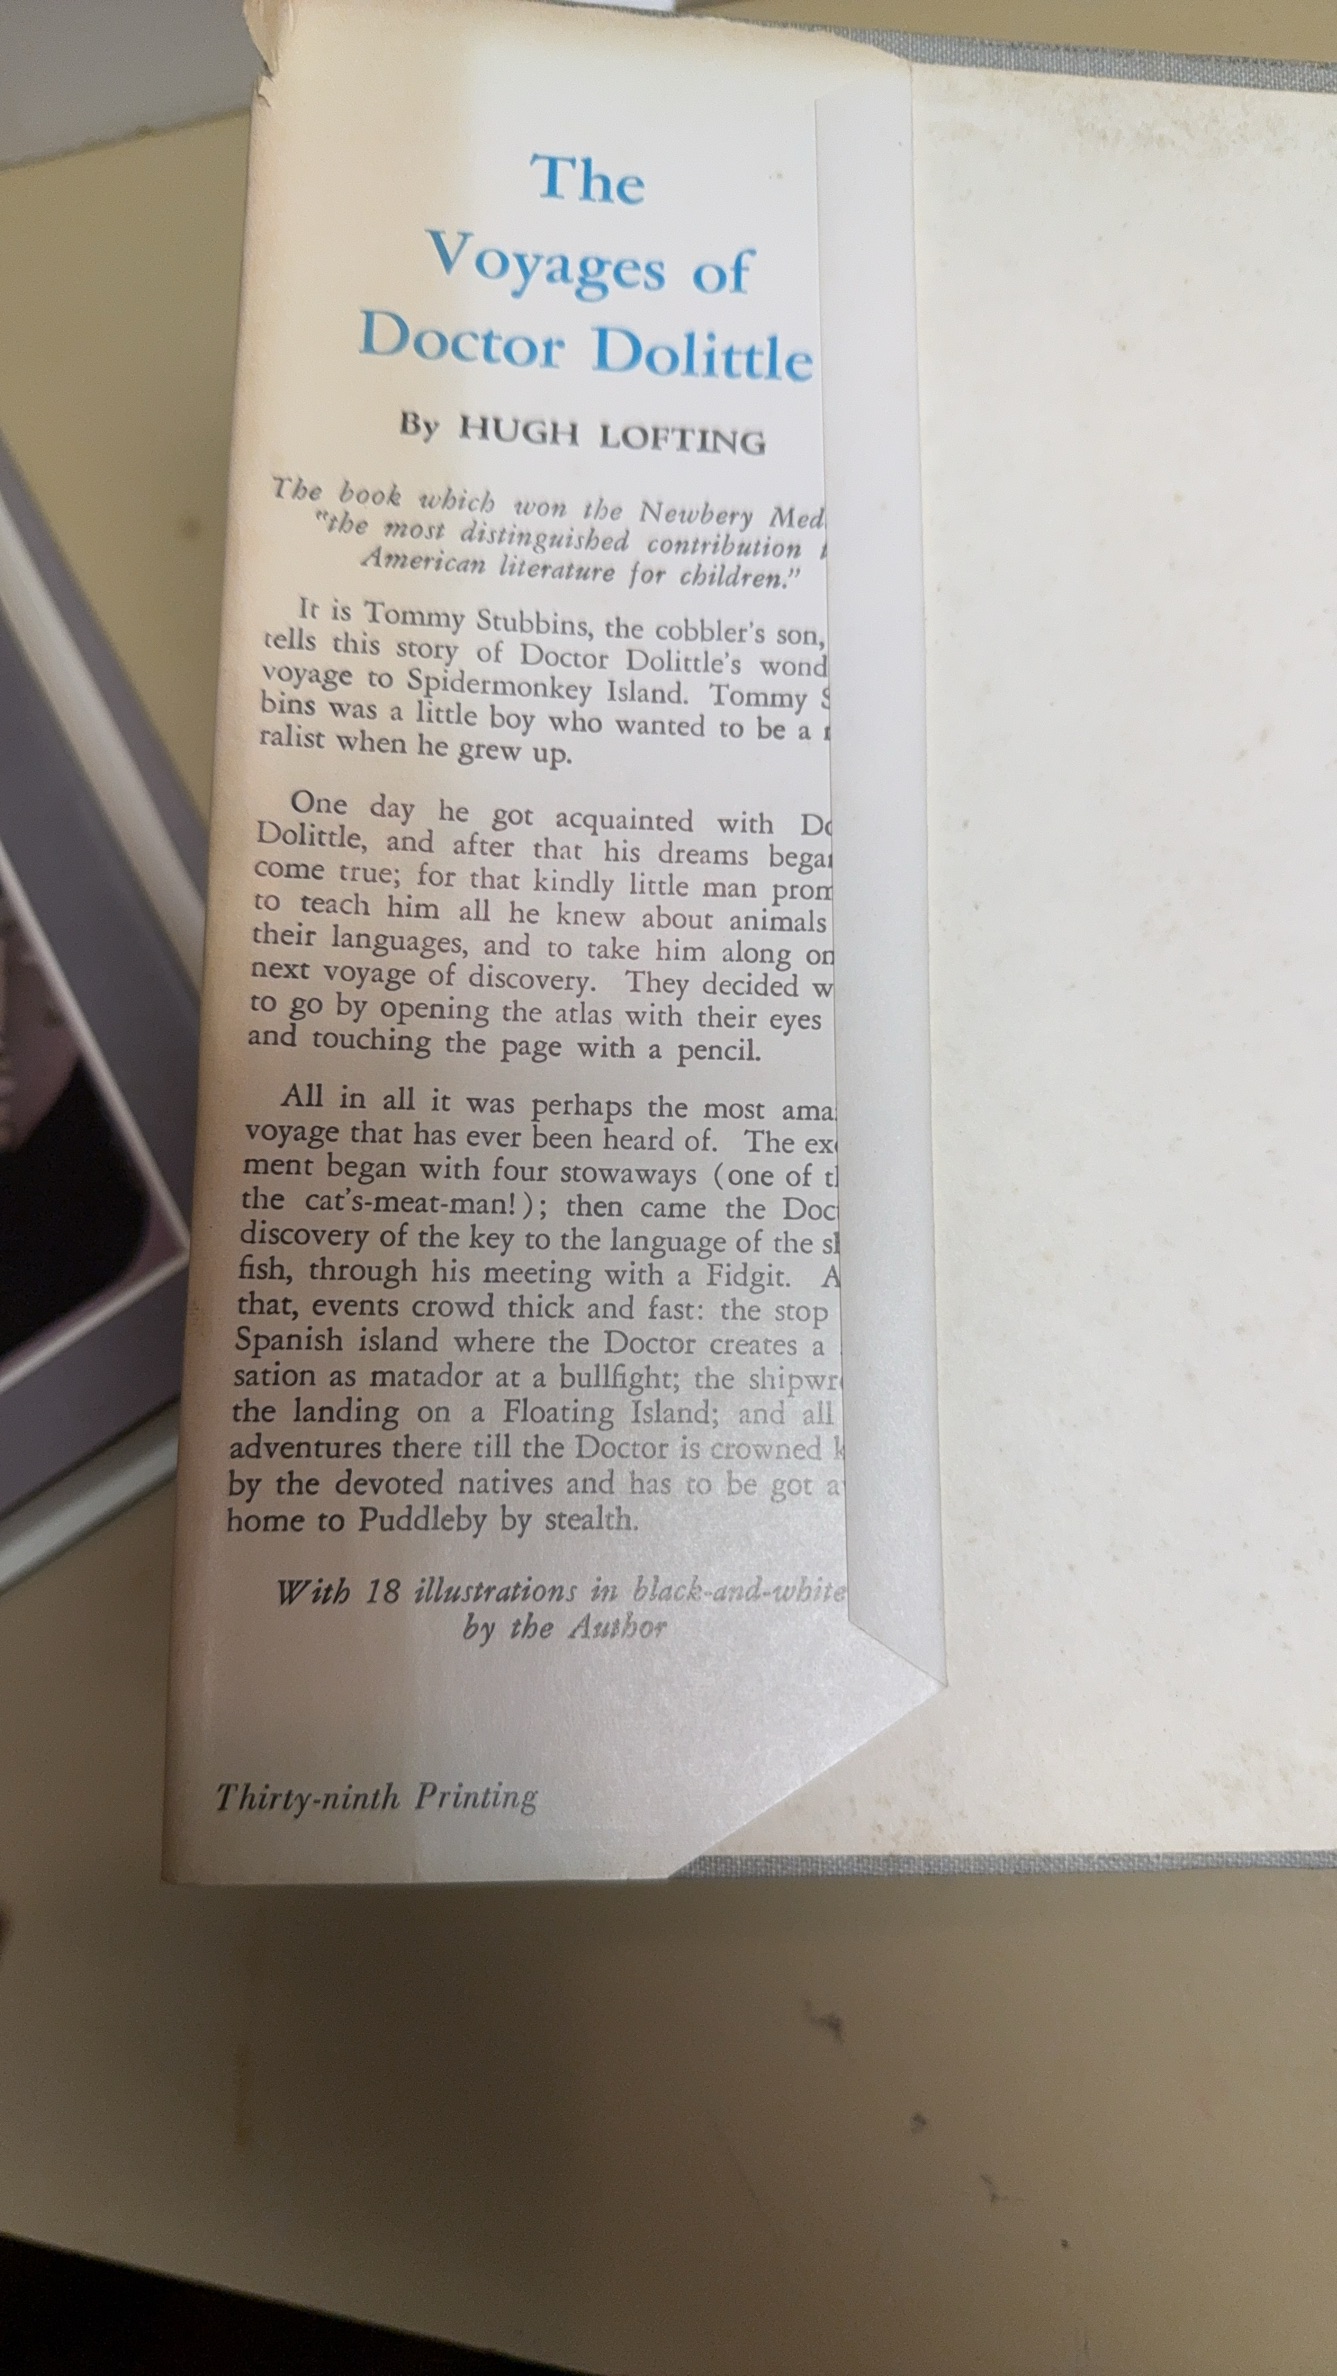 The
Voyages of
Doctor Dolittle
By HUGH LOFTING
The book which won the Newbery
"the most distinguished contribution
American literature for children."
It is Tommy Stubbins, the cobbler's son,
tells this story of Doctor Dolittle's
voyage to Spidermonkey Island. Tommy
bins was a little boy who wanted to be a
ralist when he grew up.
One day he got acquainted with
Dolittle, and after that his dreams
come true; for that kindly little man
to teach him all he knew about animals
their languages, and to take him along
next voyage of discovery. They decided
to go by opening the atlas with their eyes
and touching the page with a pencil.
All in all it was perhaps the most
voyage that has ever been heard of. The
ment began with four stowaways (one of
the cat's-meat-man!); then came the
discovery of the key to the language of the
fish, through his meeting with a Fidgit.
that, events crowd thick and fast: the stop
Spanish island where the Doctor creates a
sation as matador at a bullfight; the
the landing on a Floating Island; and all
adventures there till the Doctor is crowned
by the devoted natives and has to be got
home to Puddleby by stealth.
With 18 illustrations in black-and-white
by the Author
Thirty-ninth Printing